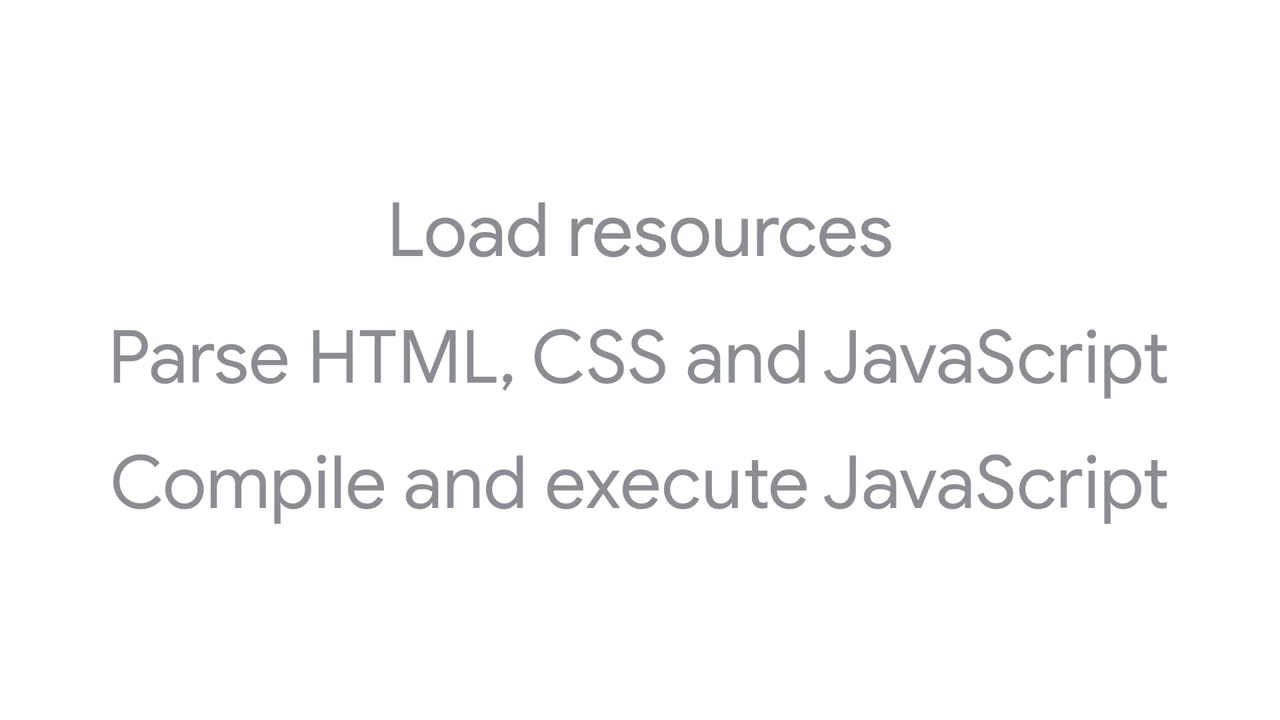 Load resources
Parse HTML, CSS and JavaScript
Compile and execute JavaScript